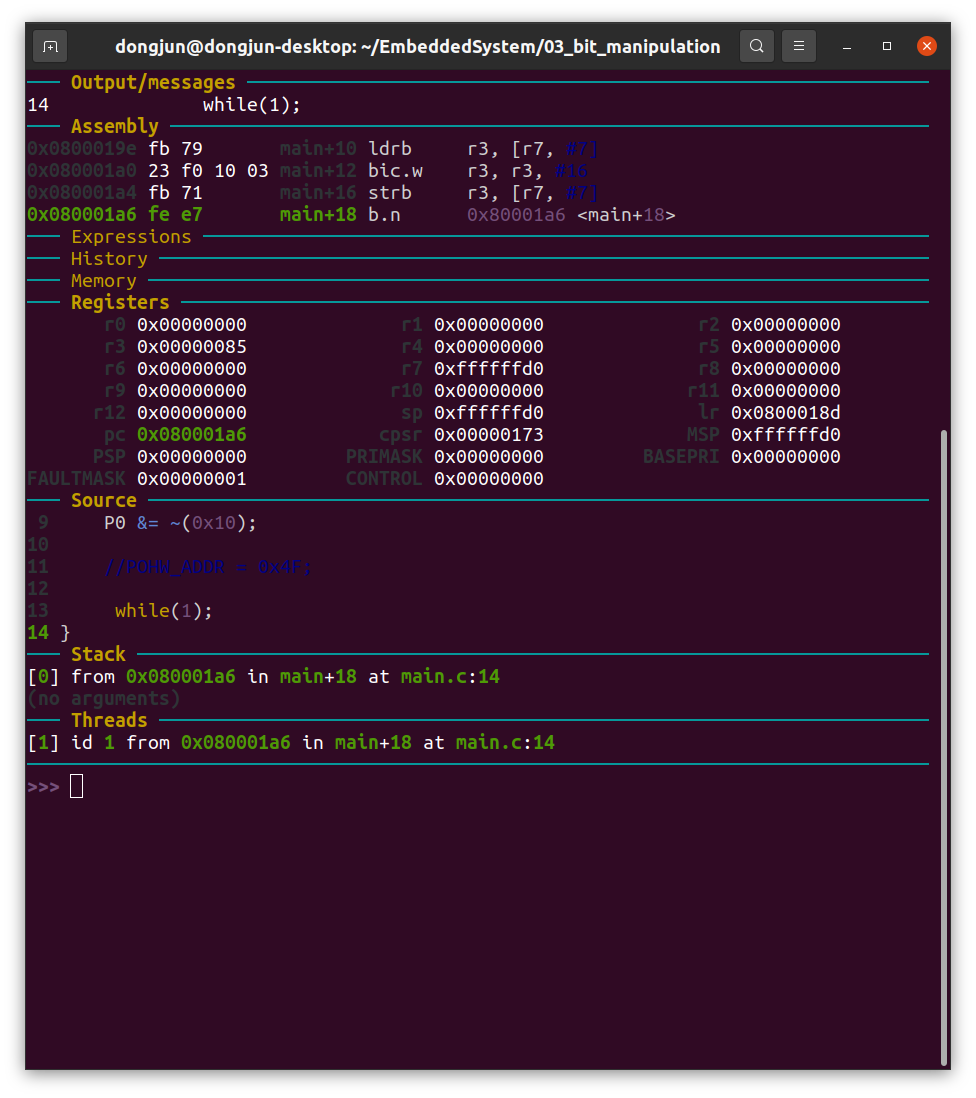 dongjun@dongjun-desktop: ~/EmbeddedSystem/03_bit_manipulation
Output/messages
14              while(1);
Assembly
0x0800019e fb 79       main+10 ldrb     r3, [r7, #7]
0x080001a0 23 f0 10 03 main+12 bic.w    r3, r3, #16
0x080001a4 fb 71       main+16 strb     r3, [r7, #7]
0x080001a6 fe e7       main+18 b.n      0x80001a6 <main+18>
Expressions
History
Memory
Registers
r0 0x00000000 r1 0x00000000 r2 0x00000000
r3 0x00000085 r4 0x00000000 r5 0x00000000
r6 0x00000000 r7 0xffffffd0 r8 0x00000000
r9 0x00000000 r10 0x00000000 r11 0x00000000
r12 0x00000000 sp 0xffffffd0 lr 0x0800018d
pc 0x080001a6 cpsr 0x00000173 MSP 0xffffffd0
PSP 0x00000000 PRIMASK 0x00000000 BASEPRI 0x00000000
FAULTMASK 0x00000001 CONTROL 0x00000000
Source
9     P0 &= ~(0x10);
10
11     //P0HW_ADDR = 0x4F;
12
13      while(1);
14 }
Stack
[0] from 0x080001a6 in main+18 at main.c:14
(no arguments)
Threads
[1] id 1 from 0x080001a6 in main+18 at main.c:14
>>>